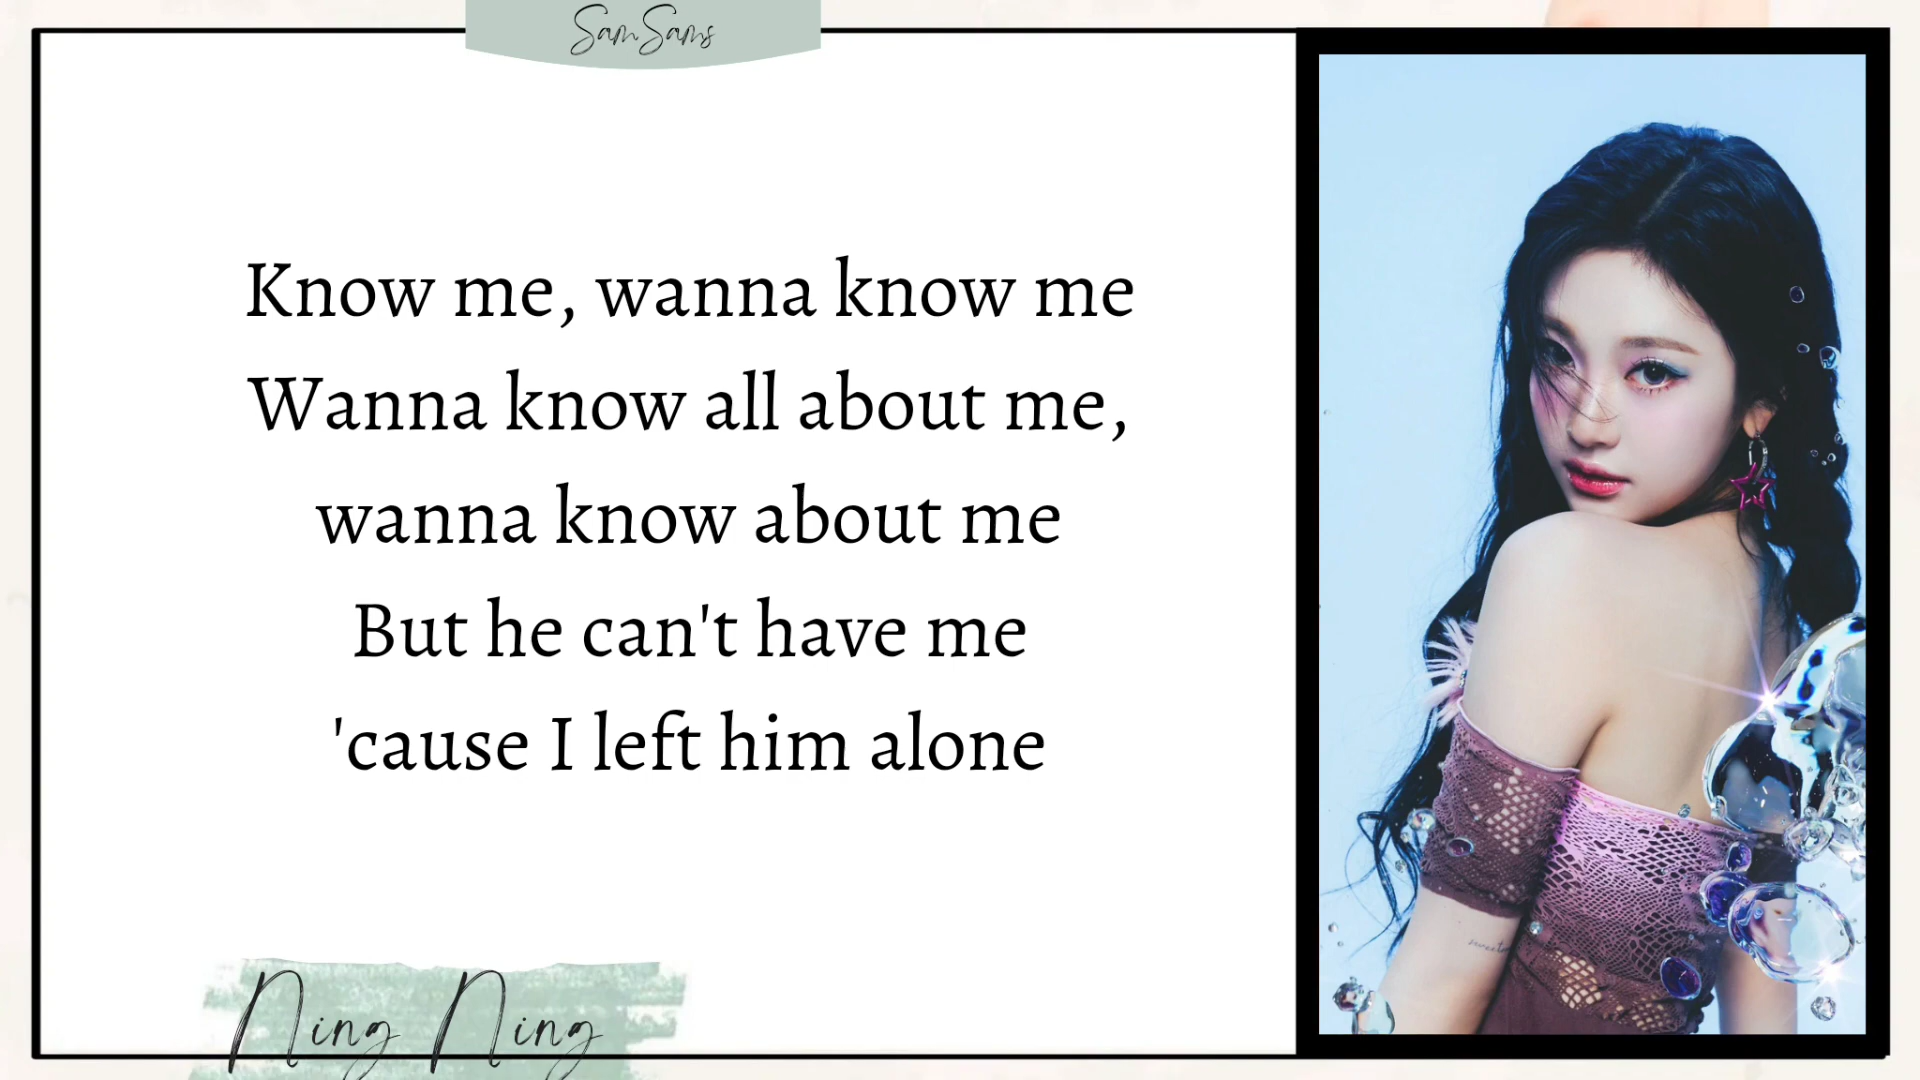 SamSams
Know me, wanna know me
Wanna know all about me,
wanna know about me
But he can't have me
'cause I left him alone
Ning Ning